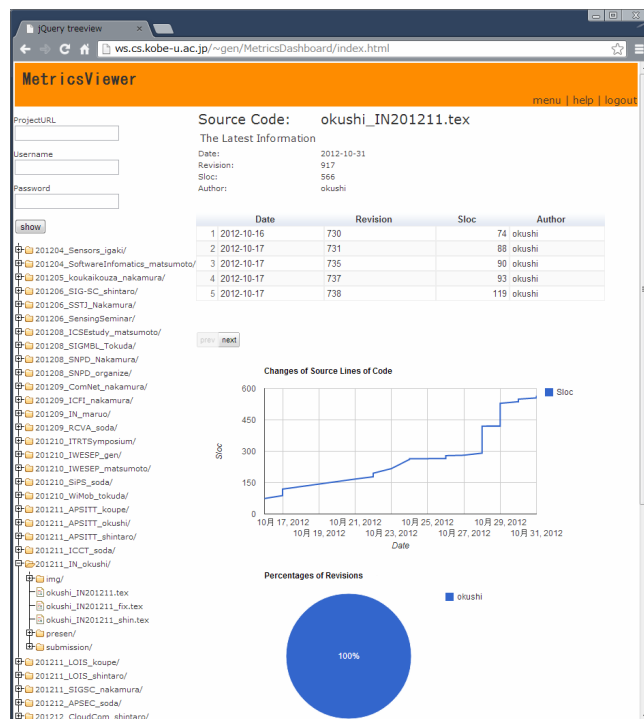 jQuery treeview
ws.cs.kobe-u.ac.jp/~gen/MetricsDashboard/index.html
MetricsViewer
menu | help | logout
ProjectURL
Username
Password
show
201204_Sensors_igaki/
201204_SoftwareInfomatics_matsumoto/
201205_koukaikouza_nakamura/
201206_SIG-SC_shintaro/
201206_SSTJ_Nakamura/
201206_SensingSeminar/
201208_ICSEstudy_matsumoto/
201208_SIGMBL_Tokuda/
201208_SNPD_Nakamura/
201208_SNPD_organize/
201209_ComNet_nakamura/
201209_ICFI_nakamura/
201209_IN_maruo/
201209_RCVA_soda/
201210_ITRTSymposium/
201210_IWESEP_gen/
201210_IWESEP_matsumoto/
201210_SiPS_soda/
201210_WiMob_tokuda/
201211_APSITT_koupe/
201211_APSITT_okushi/
201211_APSITT_shintaro/
201211_ICCT_soda/
201211_IN_okushi/
img/
okushi_IN201211.tex
okushi_IN201211_fix.tex
okushi_IN201211_shin.tex
presen/
submission/
201211_LOIS_koupe/
201211_LOIS_shintaro/
201211_SIGSC_nakamura/
201212_APSEC_soda/
201212_CloudCom_shintaro/
Source Code: okushi_IN201211.tex
The Latest Information
Date: 2012-10-31
Revision: 917
Sloc: 566
Author: okushi
Date Revision Sloc Author
1 2012-10-16 730 74 okushi
2 2012-10-17 731 88 okushi
3 2012-10-17 735 90 okushi
4 2012-10-17 737 93 okushi
5 2012-10-17 738 119 okushi
prev next
Changes of Source Lines of Code
600
450
300
150
0
Sloc
Sloc
10月 17, 2012 10月 21, 2012 10月 25, 2012 10月 29, 2012
10月 19, 2012 10月 23, 2012 10月 27, 2012 10月 31, 2012
Date
Percentages of Revisions
okushi
100%